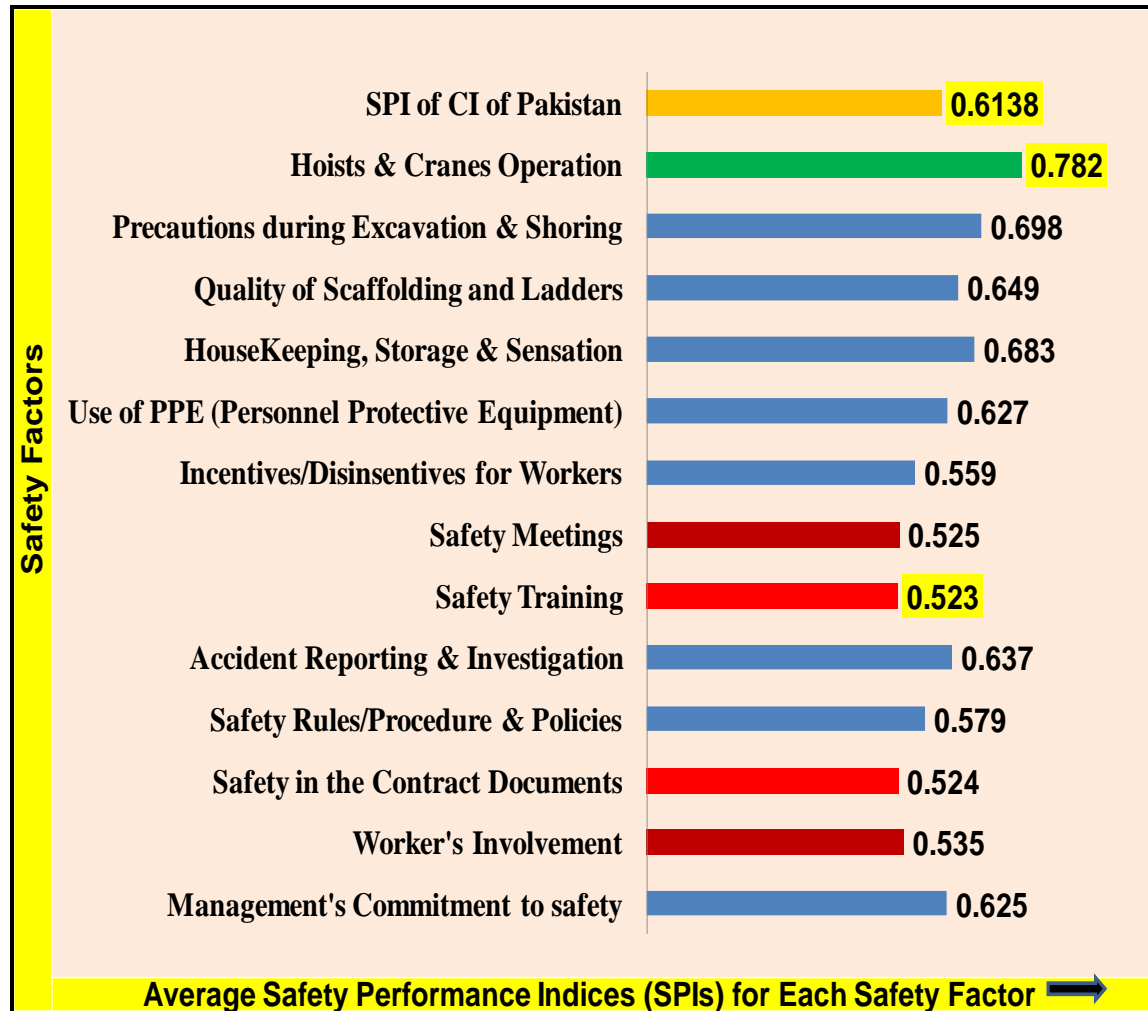 Safety Factors
SPI of CI of Pakistan 0.6138
Hoists & Cranes Operation 0.782
Precautions during Excavation & Shoring 0.698
Quality of Scaffolding and Ladders 0.649
HouseKeeping, Storage & Sensation 0.683
Use of PPE (Personnel Protective Equipment) 0.627
Incentives/Disinsentives for Workers 0.559
Safety Meetings 0.525
Safety Training 0.523
Accident Reporting & Investigation 0.637
Safety Rules/Procedure & Policies 0.579
Safety in the Contract Documents 0.524
Worker's Involvement 0.535
Management's Commitment to safety 0.625
Average Safety Performance Indices (SPIs) for Each Safety Factor